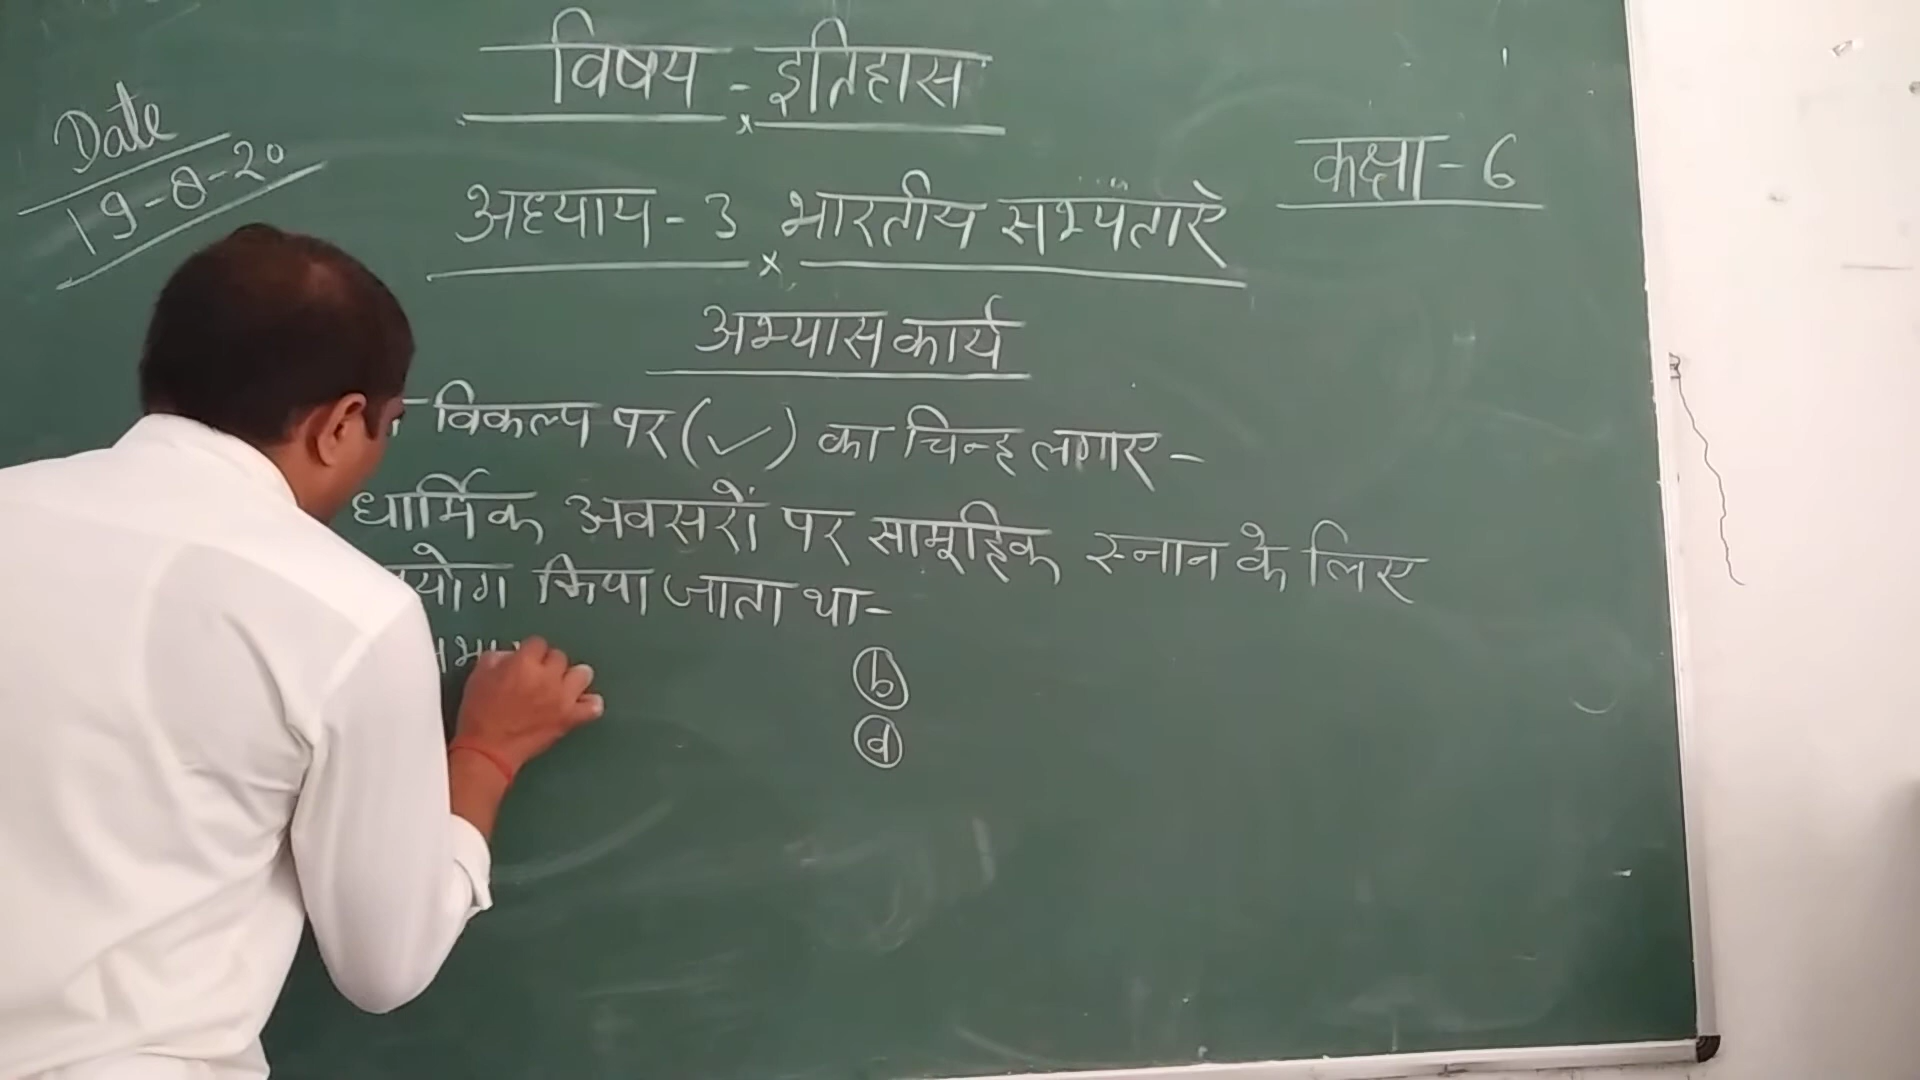 विषय - इतिहास
Date
19-8-20
कक्षा - 6
अध्याय - 3 भारतीय सभ्यताऐ
अभ्यास कार्य
विकल्प पर (✓) का चिन्ह लगाए -
धार्मिक अवसरों पर सामूहिक स्नान के लिए
किया जाता था-
(b)
(d)